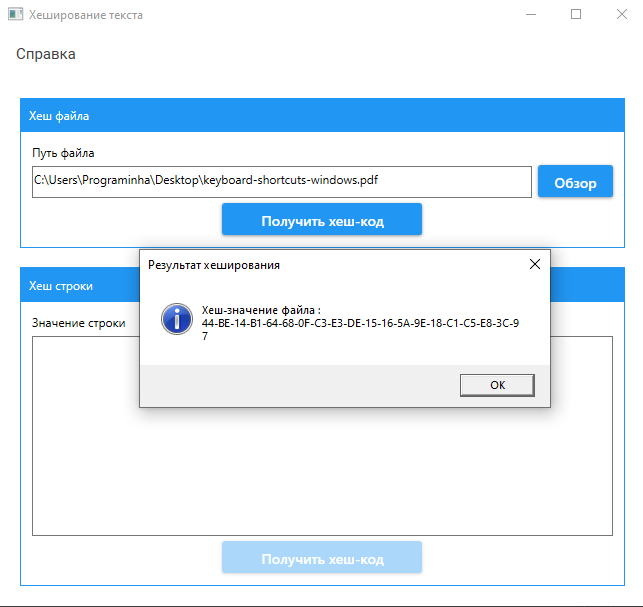 Хеширование текста
Справка
Хеш файла
Путь файла
C:\Users\Programinha\Desktop\keyboard-shortcuts-windows.pdf
Обзор
Получить хеш-код
Результат хеширования
Хеш строки
Хеш-значение файла :
44-BE-14-B1-64-68-0F-C3-E3-DE-15-16-5A-9E-18-C1-C5-E8-3C-9
7
Значение строки
OK
Получить хеш-код